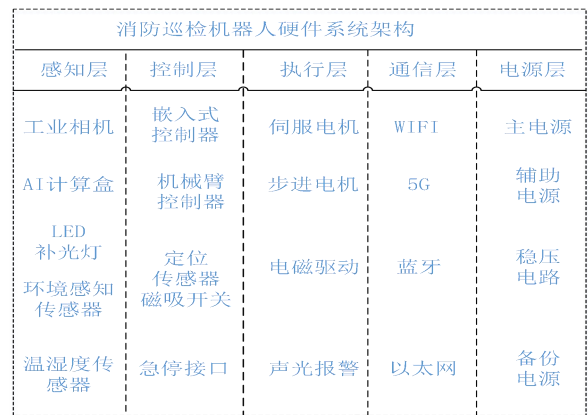 消防巡检机器人硬件系统架构
感知层 控制层 执行层 通信层 电源层
工业相机
AI计算盒
LED
补光灯
环境感知
传感器
温湿度传
感器
嵌入式
控制器
机械臂
控制器
定位
传感器
磁吸开关
急停接口
伺服电机
步进电机
电磁驱动
声光报警
WIFI
5G
蓝牙
以太网
主电源
辅助
电源
稳压
电路
备份
电源